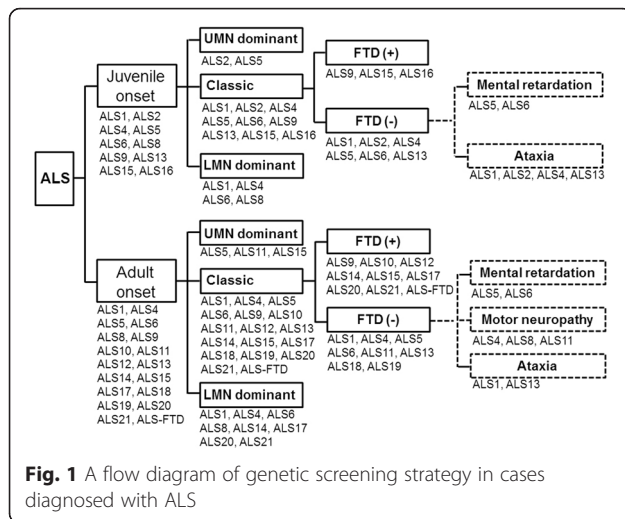 ALS
Juvenile
onset
ALS1, ALS2
ALS4, ALS5
ALS6, ALS8
ALS9, ALS13
ALS15, ALS16
UMN dominant
ALS2, ALS5
Classic
ALS1, ALS2, ALS4
ALS5, ALS6, ALS9
ALS13, ALS15, ALS16
LMN dominant
ALS1, ALS4
ALS6, ALS8
FTD (+)
ALS9, ALS15, ALS16
FTD (-)
ALS1, ALS2, ALS4
ALS5, ALS6, ALS13
Mental retardation
ALS5, ALS6
Ataxia
ALS1, ALS2, ALS4, ALS13
Adult
onset
ALS1, ALS4
ALS5, ALS6
ALS8, ALS9
ALS10, ALS11
ALS12, ALS13
ALS14, ALS15
ALS17, ALS18
ALS19, ALS20
ALS21, ALS-FTD
UMN dominant
ALS5, ALS11, ALS15
Classic
ALS1, ALS4, ALS5
ALS6, ALS9, ALS10
ALS11, ALS12, ALS13
ALS14, ALS15, ALS17
ALS18, ALS19, ALS20
ALS21, ALS-FTD
LMN dominant
ALS1, ALS4, ALS6
ALS8, ALS14, ALS17
ALS20, ALS21
FTD (+)
ALS9, ALS10, ALS12
ALS14, ALS15, ALS17
ALS20, ALS21, ALS-FTD
FTD (-)
ALS1, ALS4, ALS5
ALS6, ALS11, ALS13
ALS18, ALS19
Mental retardation
ALS5, ALS6
Motor neuropathy
ALS4, ALS8, ALS11
Ataxia
ALS1, ALS13
Fig. 1 A flow diagram of genetic screening strategy in cases
diagnosed with ALS